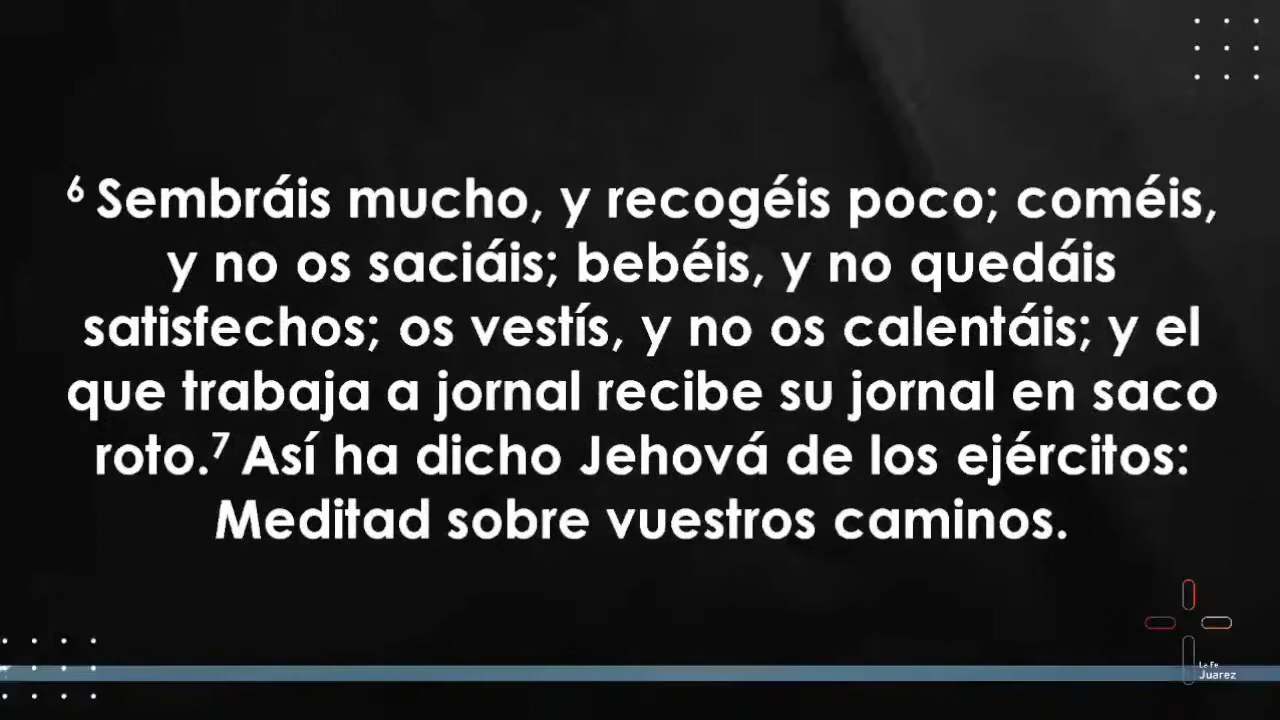 ⁶ Sembráis mucho, y recogéis poco; coméis,
y no os saciáis; bebéis, y no quedáis
satisfechos; os vestís, y no os calentáis; y el
que trabaja a jornal recibe su jornal en saco
roto.⁷ Así ha dicho Jehová de los ejércitos:
Meditad sobre vuestros caminos.
La Fe
Juarez